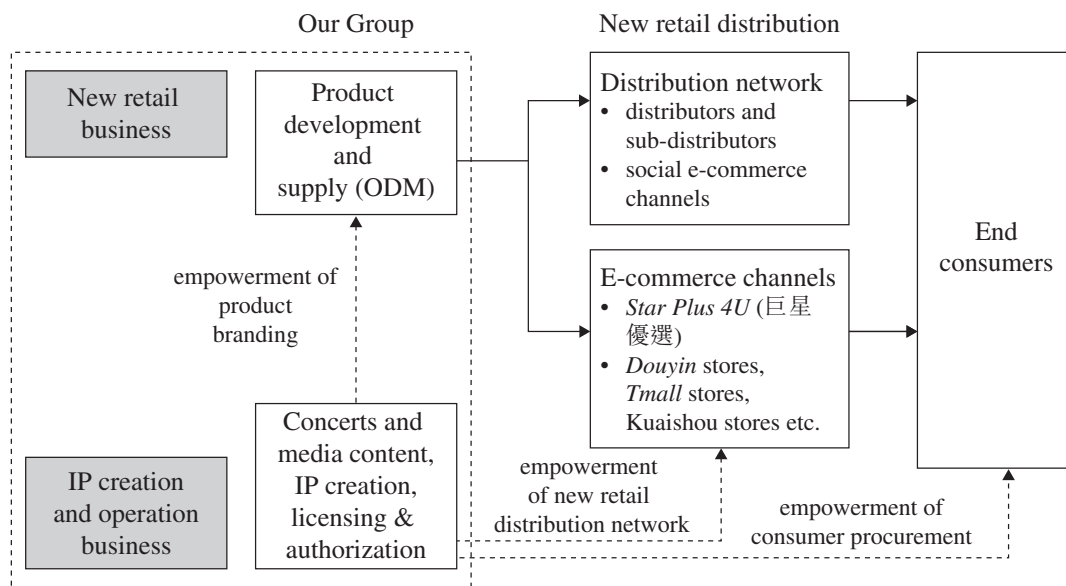 Our Group
New retail distribution
New retail
business
Product
development
and
supply (ODM)
Distribution network
• distributors and
sub-distributors
• social e-commerce
channels
End
consumers
empowerment of
product
branding
E-commerce channels
• Star Plus 4U (巨星
優選)
• Douyin stores,
Tmall stores,
Kuaishou stores etc.
IP creation
and operation
business
Concerts and
media content,
IP creation,
licensing &
authorization
empowerment
of new retail
distribution network
empowerment of
consumer procurement